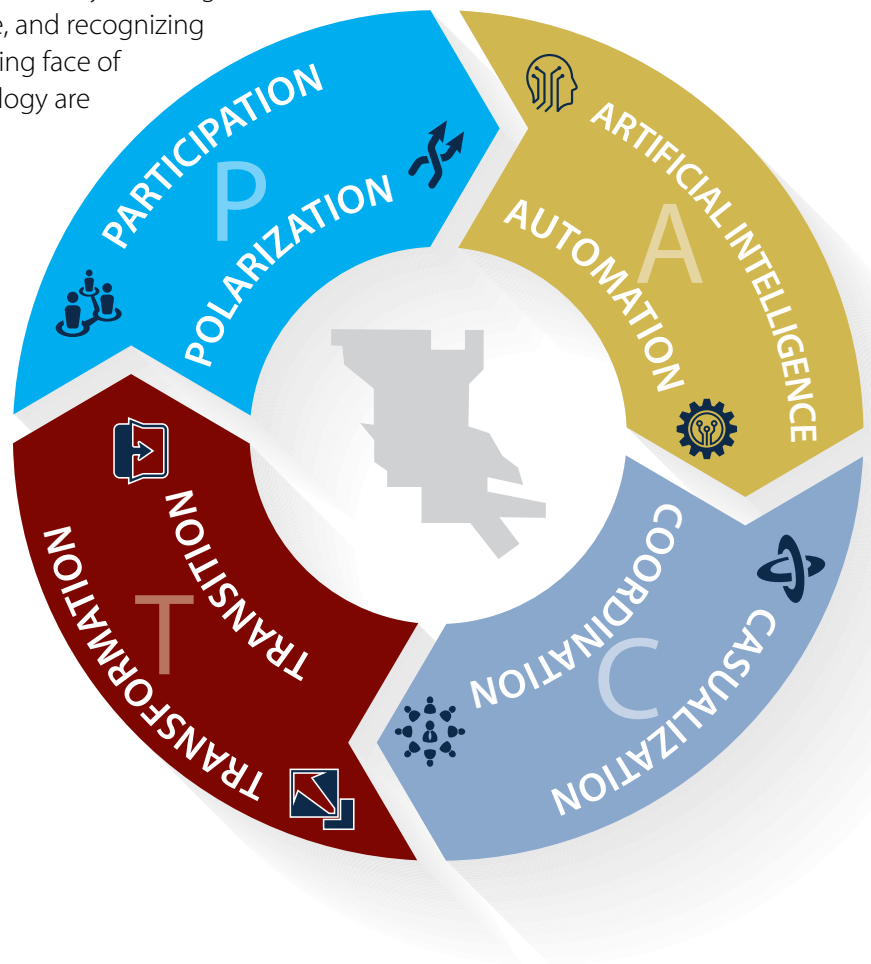 e, and recognizing
ing face of
logy are
PARTICIPATION
P
POLARIZATION
ARTIFICIAL INTELLIGENCE
A
AUTOMATION
COORDINATION
C
CASUALIZATION
TRANSITION
T
TRANSFORMATION